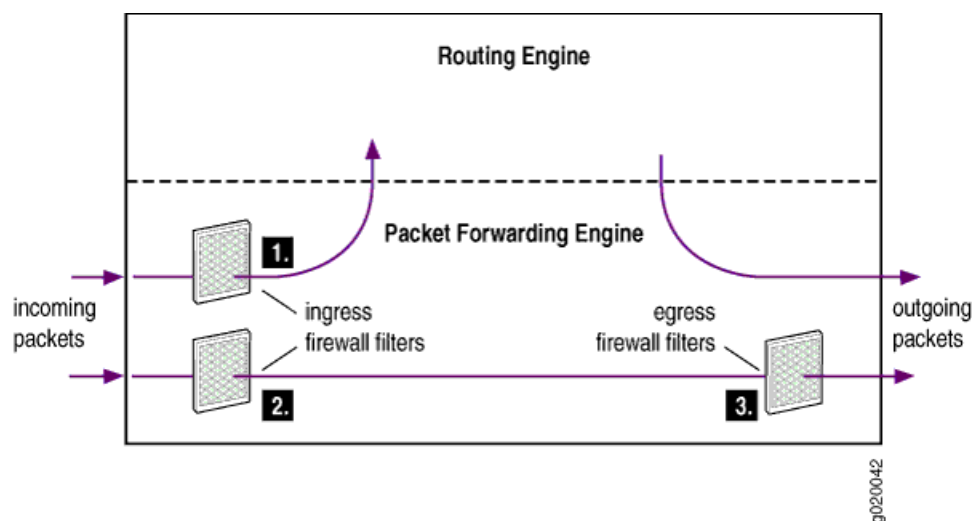 Routing Engine
Packet Forwarding Engine
1.
incoming
packets
ingress
firewall filters
egress
firewall filters
outgoing
packets
2.
3.
g020042